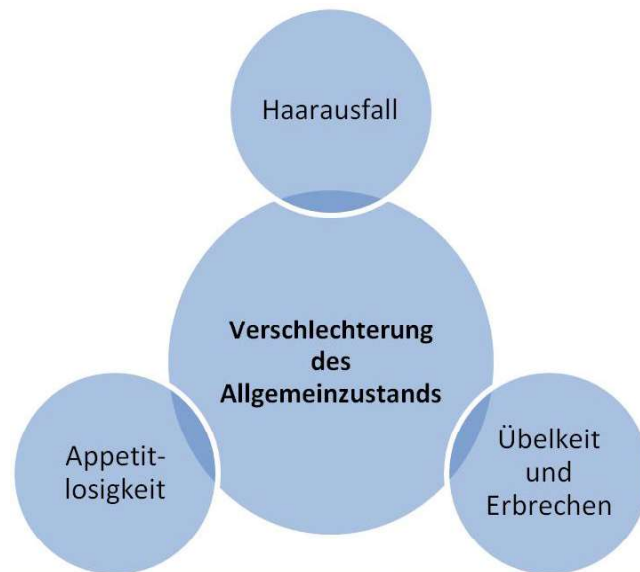 Haarausfall
Verschlechterung
des
Allgemeinzustands
Appetit-
losigkeit
Übelkeit
und
Erbrechen